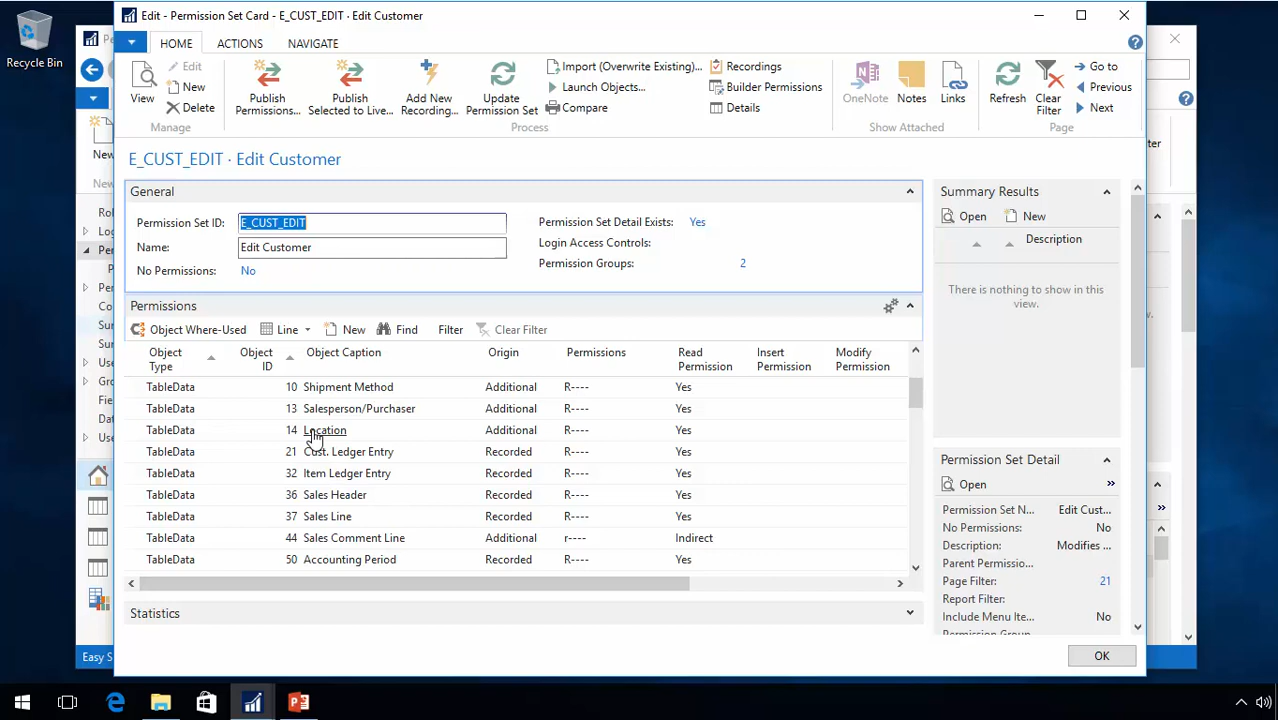 Recycle Bin
Edit - Permission Set Card - E_CUST_EDIT · Edit Customer
HOME ACTIONS NAVIGATE
View
Edit
New
Delete
Manage
Publish Permissions...
Publish Selected to Live...
Add New Recording...
Update Permission Set
Import (Overwrite Existing)...
Launch Objects...
Compare
Recordings
Builder Permissions
Details
Process
OneNote
Notes
Links
Show Attached
Refresh
Clear Filter
Go to
Previous
Next
Page
E_CUST_EDIT · Edit Customer
General
Permission Set ID: E_CUST_EDIT
Name: Edit Customer
No Permissions: No
Permission Set Detail Exists: Yes
Login Access Controls:
Permission Groups: 2
Permissions
Object Where-Used Line New Find Filter Clear Filter
Object Type Object ID Object Caption Origin Permissions Read Permission Insert Permission Modify Permission
TableData 10 Shipment Method Additional R---- Yes
TableData 13 Salesperson/Purchaser Additional R---- Yes
TableData 14 Location Additional R---- Yes
TableData 21 Cust. Ledger Entry Recorded R---- Yes
TableData 32 Item Ledger Entry Recorded R---- Yes
TableData 36 Sales Header Recorded R---- Yes
TableData 37 Sales Line Recorded R---- Yes
TableData 44 Sales Comment Line Additional r---- Indirect
TableData 50 Accounting Period Recorded R---- Yes
Statistics
Summary Results
Open New
Description
There is nothing to show in this view.
Permission Set Detail
Open
Permission Set N... Edit Cust...
No Permissions: No
Description: Modifies ...
Parent Permissio...
Page Filter: 21
Report Filter:
Include Menu Ite... No
OK
New
Easy S